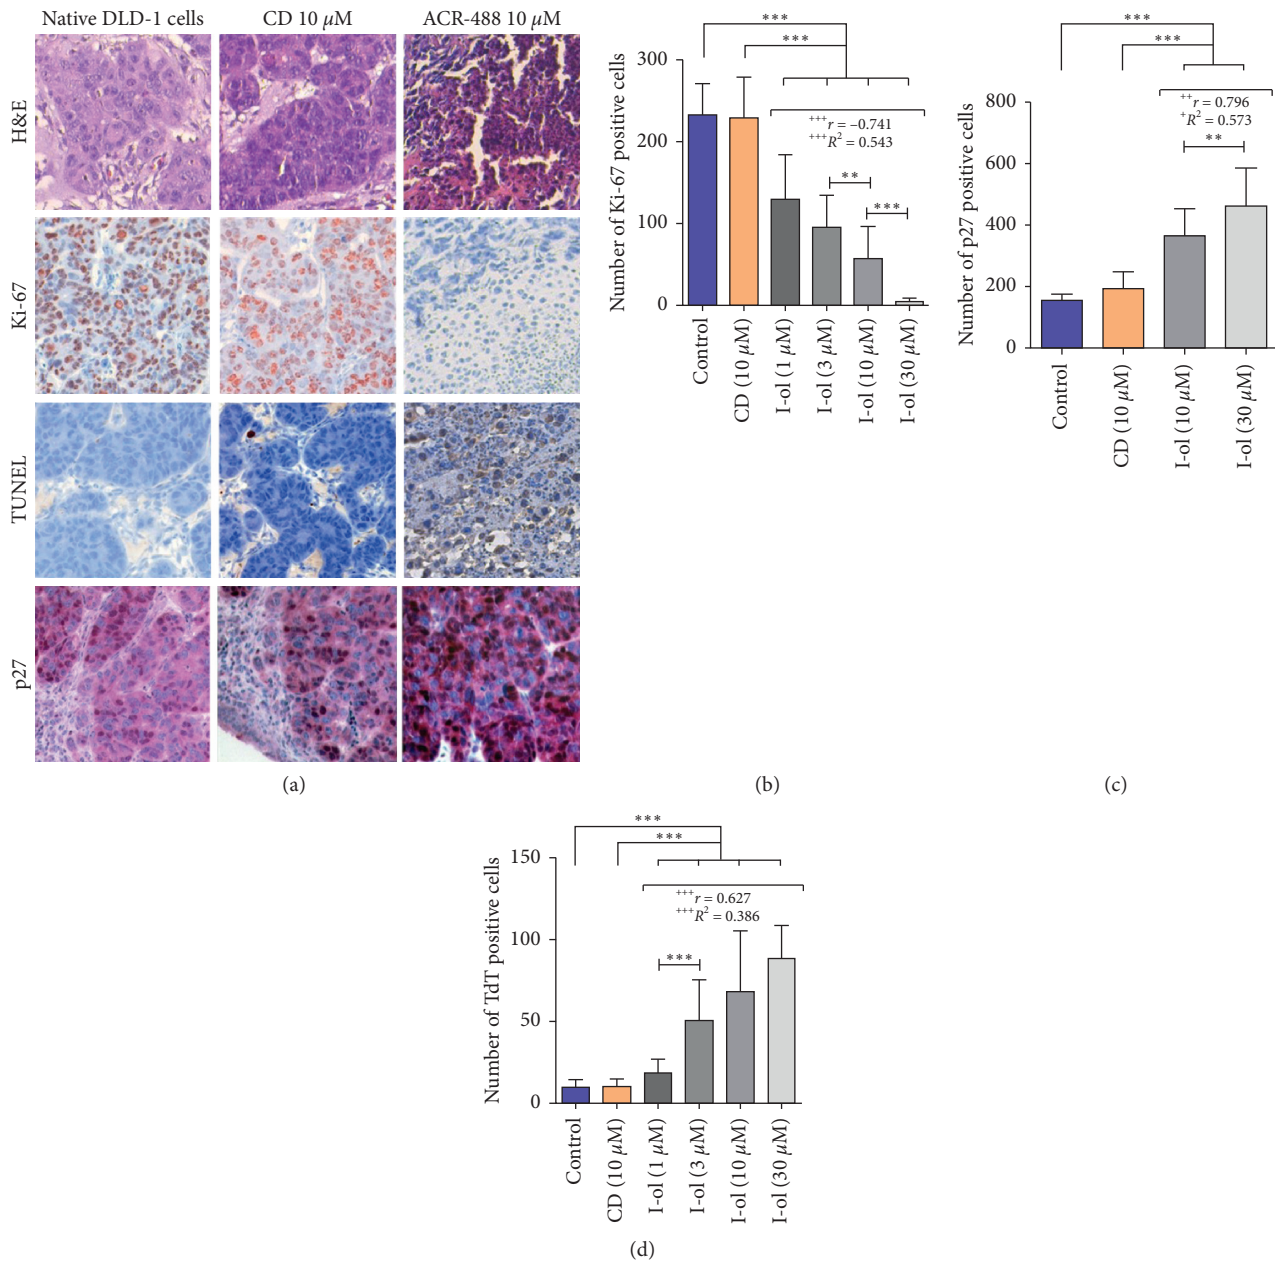 Native DLD-1 cells
CD 10 μM
ACR-488 10 μM
H&E
Ki-67
TUNEL
p27
(a)
***
***
Number of Ki-67 positive cells
300
200
100
0
+++r = –0.741
+++R² = 0.543
**
***
Control
CD (10 μM)
I-ol (1 μM)
I-ol (3 μM)
I-ol (10 μM)
I-ol (30 μM)
(b)
***
***
Number of p27 positive cells
800
600
400
200
0
++r = 0.796
+R² = 0.573
**
Control
CD (10 μM)
I-ol (10 μM)
I-ol (30 μM)
(c)
***
***
Number of TdT positive cells
150
100
50
0
+++r = 0.627
+++R² = 0.386
***
Control
CD (10 μM)
I-ol (1 μM)
I-ol (3 μM)
I-ol (10 μM)
I-ol (30 μM)
(d)